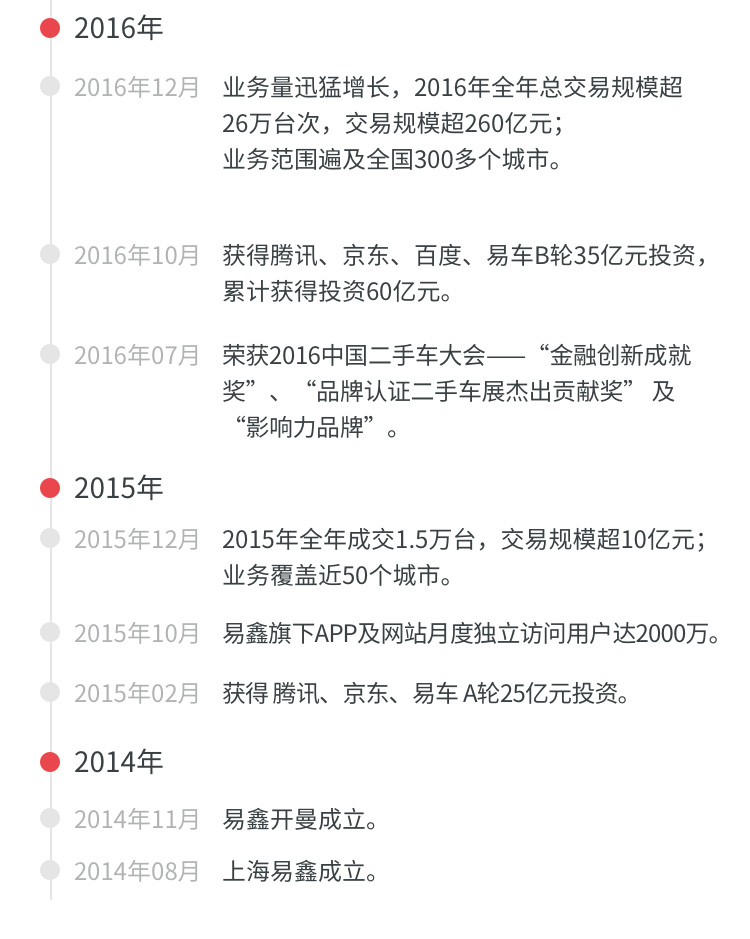 2016年
2016年12月 业务量迅猛增长，2016年全年总交易规模超
26万台次，交易规模超260亿元；
业务范围遍及全国300多个城市。
2016年10月 获得腾讯、京东、百度、易车B轮35亿元投资，
累计获得投资60亿元。
2016年07月 荣获2016中国二手车大会——“金融创新成就
奖”、“品牌认证二手车展杰出贡献奖” 及
“影响力品牌”。
2015年
2015年12月 2015年全年成交1.5万台，交易规模超10亿元；
业务覆盖近50个城市。
2015年10月 易鑫旗下APP及网站月度独立访问用户达2000万。
2015年02月 获得 腾讯、京东、易车 A轮25亿元投资。
2014年
2014年11月 易鑫开曼成立。
2014年08月 上海易鑫成立。